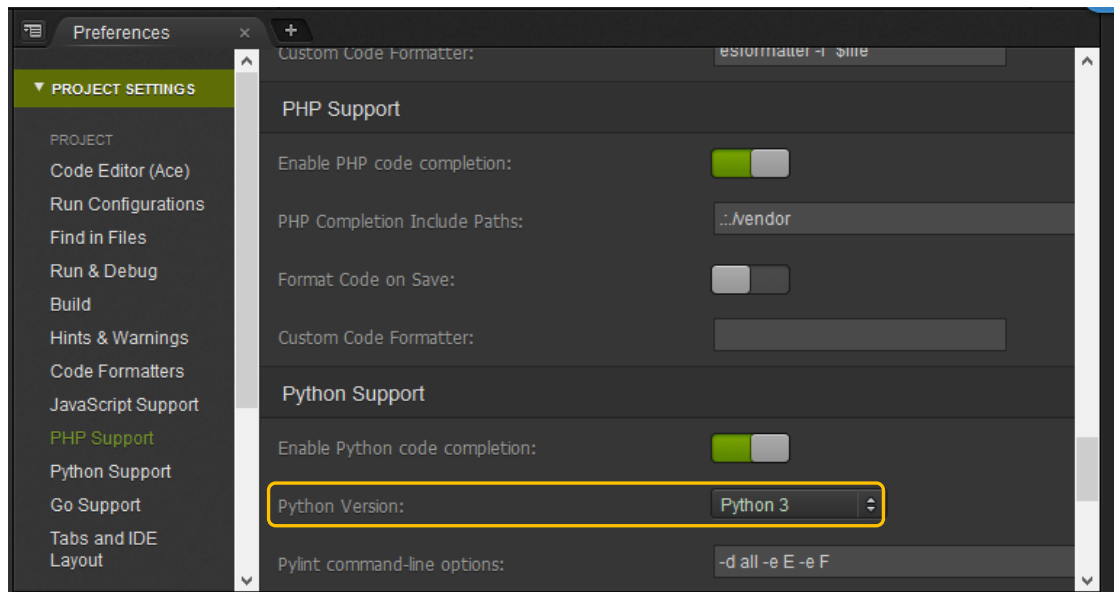 Preferences × +
PROJECT SETTINGS
PROJECT
Code Editor (Ace)
Run Configurations
Find in Files
Run & Debug
Build
Hints & Warnings
Code Formatters
JavaScript Support
PHP Support
Python Support
Go Support
Tabs and IDE
Layout
Custom Code Formatter: esformatter -i "$file"
PHP Support
Enable PHP code completion:
PHP Completion Include Paths: .:./vendor
Format Code on Save:
Custom Code Formatter:
Python Support
Enable Python code completion:
Python Version: Python 3
Pylint command-line options: -d all -e E -e F